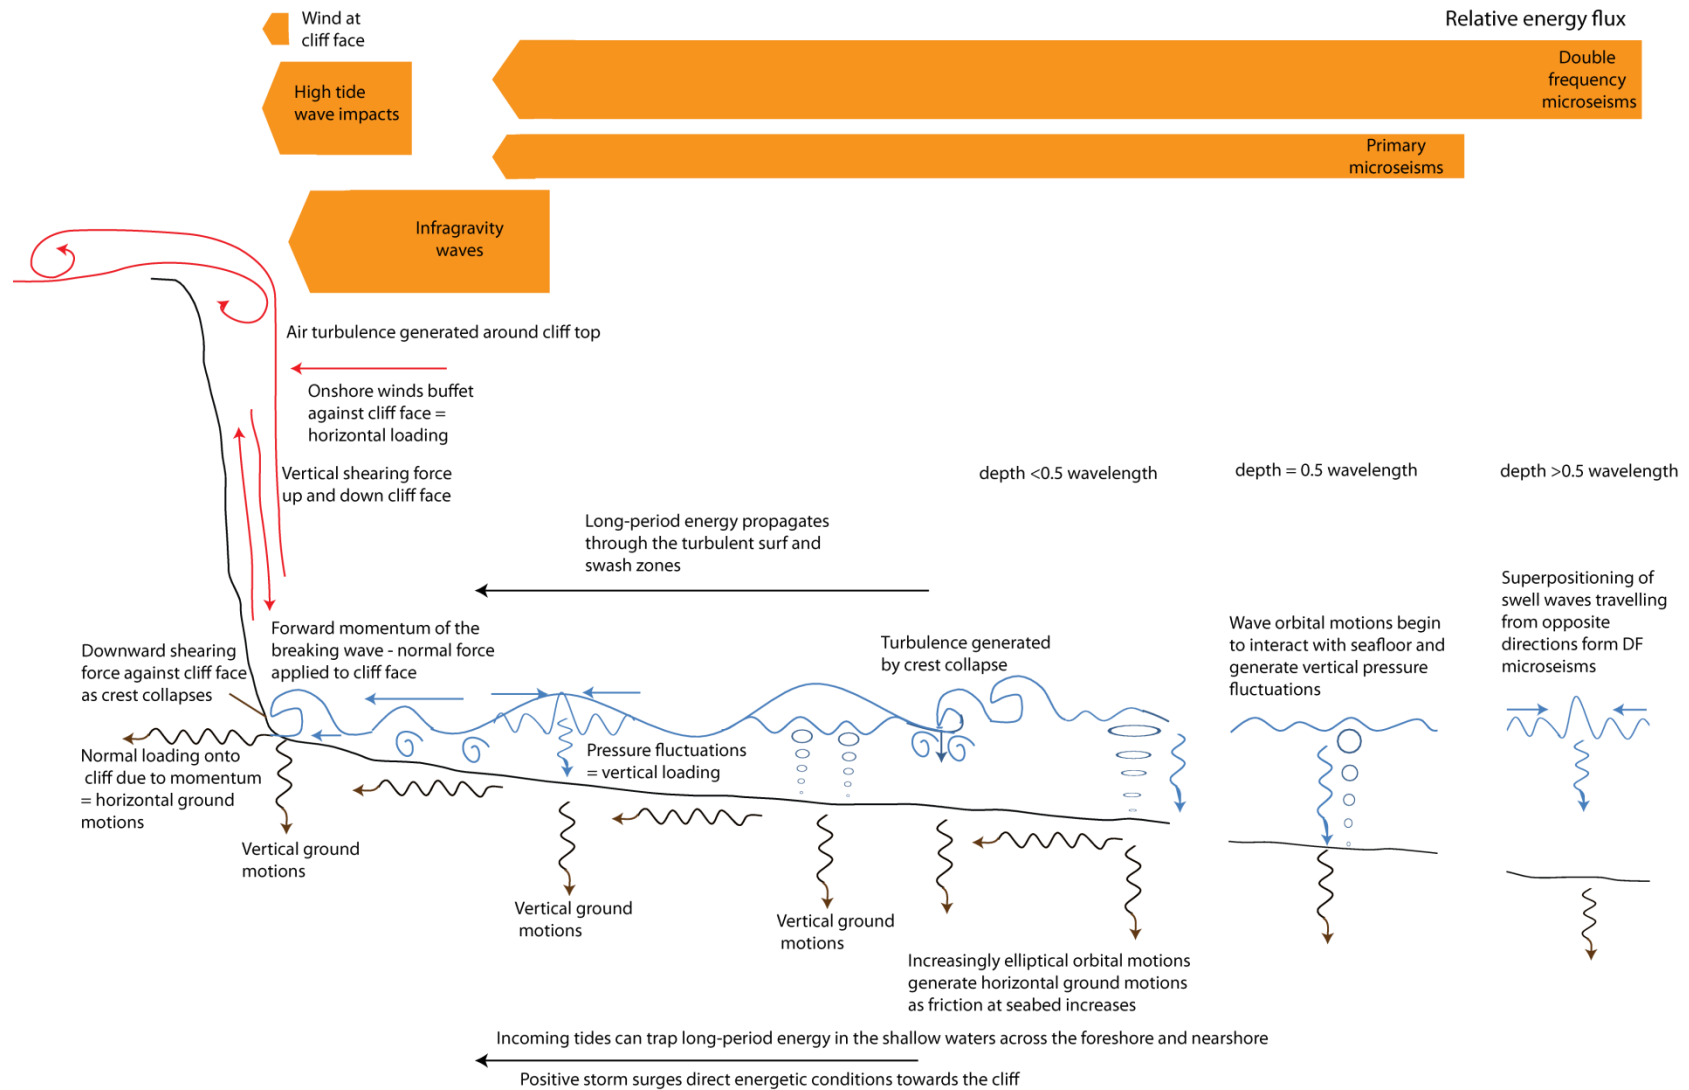 Wind at
cliff face
Relative energy flux
Double
frequency
microseisms
High tide
wave impacts
Primary
microseisms
Infragravity
waves
Air turbulence generated around cliff top
Onshore winds buffet
against cliff face =
horizontal loading
Vertical shearing force
up and down cliff face
depth <0.5 wavelength
depth = 0.5 wavelength
depth >0.5 wavelength
Long-period energy propagates
through the turbulent surf and
swash zones
Superpositioning of
swell waves travelling
from opposite
directions form DF
microseisms
Wave orbital motions begin
to interact with seafloor and
generate vertical pressure
fluctuations
Forward momentum of the
breaking wave - normal force
applied to cliff face
Turbulence generated
by crest collapse
Downward shearing
force against cliff face
as crest collapses
Normal loading onto
cliff due to momentum
= horizontal ground
motions
Pressure fluctuations
= vertical loading
Vertical ground
motions
Vertical ground
motions
Vertical ground
motions
Increasingly elliptical orbital motions
generate horizontal ground motions
as friction at seabed increases
Incoming tides can trap long-period energy in the shallow waters across the foreshore and nearshore
Positive storm surges direct energetic conditions towards the cliff